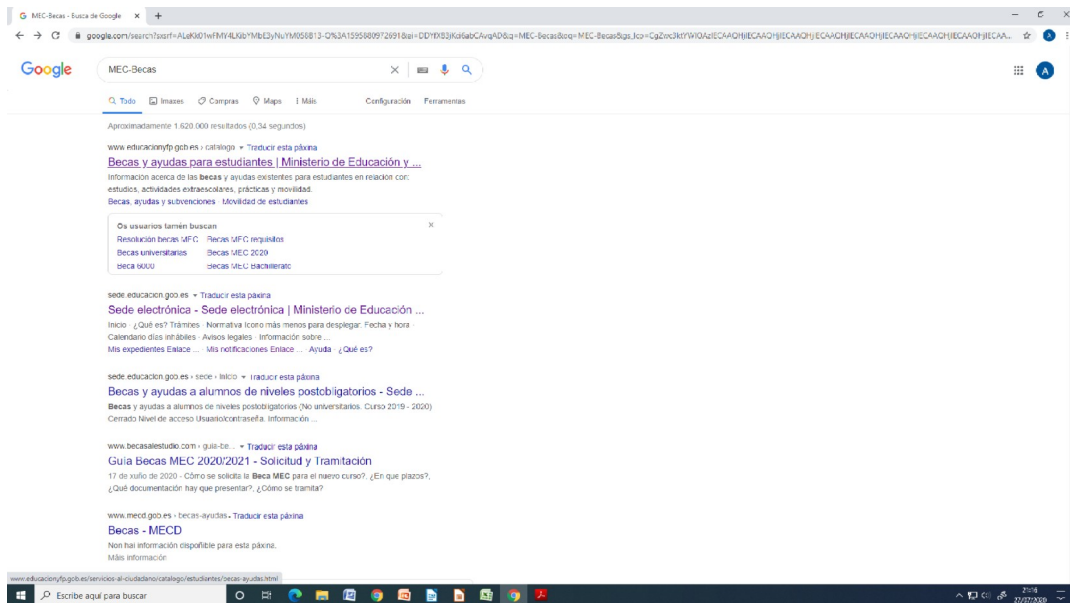 MEC-Becas - Busca de Google
Google
MEC-Becas
Todo Imaxes Compras Maps Máis Configuración Ferramentas
Aproximadamente 1.620.000 resultados (0,34 segundos)
www.educacionyfp.gob.es › catalogo Traducir esta páxina
Becas y ayudas para estudiantes | Ministerio de Educación y ...
Información acerca de las becas y ayudas existentes para estudiantes en relación con:
estudios, actividades extraescolares, prácticas y movilidad.
Becas, ayudas y subvenciones · Movilidad de estudiantes
Os usuarios tamén buscan
Resolución becas MEC Becas MEC requisitos
Becas universitarias Becas MEC 2020
Beca 6000 Becas MEC Bachillerato
sede.educacion.gob.es Traducir esta páxina
Sede electrónica - Sede electrónica | Ministerio de Educación ...
Inicio · ¿Qué es? Trámites · Normativa Icono más menos para desplegar. Fecha y hora ·
Calendario días inhábiles · Avisos legales · Información sobre ...
Mis expedientes Enlace ... · Mis notificaciones Enlace ... · Ayuda · ¿Qué es?
sede.educacion.gob.es › sede › inicio Traducir esta páxina
Becas y ayudas a alumnos de niveles postobligatorios - Sede ...
Becas y ayudas a alumnos de niveles postobligatorios (No universitarios. Curso 2019 - 2020)
Cerrado Nivel de acceso Usuario/contraseña. Información ...
www.becasalestudio.com › guia-be... Traducir esta páxina
Guía Becas MEC 2020/2021 - Solicitud y Tramitación
17 de xuño de 2020 - Cómo se solicita la Beca MEC para el nuevo curso?, ¿En que plazos?,
¿Qué documentación hay que presentar?, ¿Cómo se tramita?
www.mecd.gob.es › becas-ayudas Traducir esta páxina
Becas - MECD
Non hai información dispoñible para esta páxina.
Máis información
www.educacionyfp.gob.es/servicios-al-ciudadano/catalogo/estudiantes/becas-ayudas.html
Escribe aquí para buscar
21:16
27/07/2020